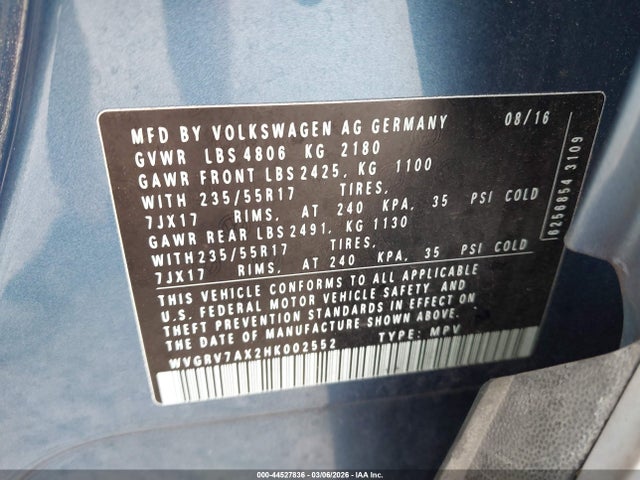 MFD BY VOLKSWAGEN AG GERMANY 08/16
GVWR LBS 4806 KG 2180
GAWR FRONT LBS 2425, KG 1100
WITH 235/55R17 TIRES,
7JX17 RIMS, AT 240 KPA, 35 PSI COLD
GAWR REAR LBS 2491, KG 1130
WITH 235/55R17 TIRES,
7JX17 RIMS, AT 240 KPA, 35 PSI COLD
THIS VEHICLE CONFORMS TO ALL APPLICABLE
U.S. FEDERAL MOTOR VEHICLE SAFETY AND
THEFT PREVENTION STANDARDS IN EFFECT ON
THE DATE OF MANUFACTURE SHOWN ABOVE.
WVGRV7AX2HK002552 TYPE: MPV
6256854 3109
000-44527836 - 03/06/2026 - IAA Inc.